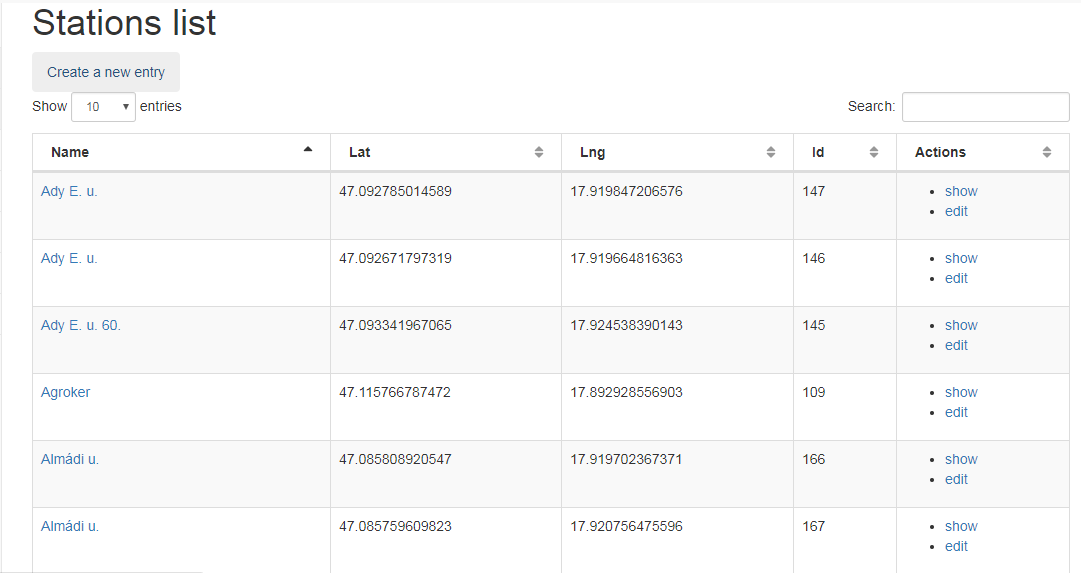 Stations list
Create a new entry
Show 10 entries
Search:
Name Lat Lng Id Actions
Ady E. u. 47.092785014589 17.919847206576 147 show
edit
Ady E. u. 47.092671797319 17.919664816363 146 show
edit
Ady E. u. 60. 47.093341967065 17.924538390143 145 show
edit
Agroker 47.115766787472 17.892928556903 109 show
edit
Almádi u. 47.085808920547 17.919702367371 166 show
edit
Almádi u. 47.085759609823 17.920756475596 167 show
edit